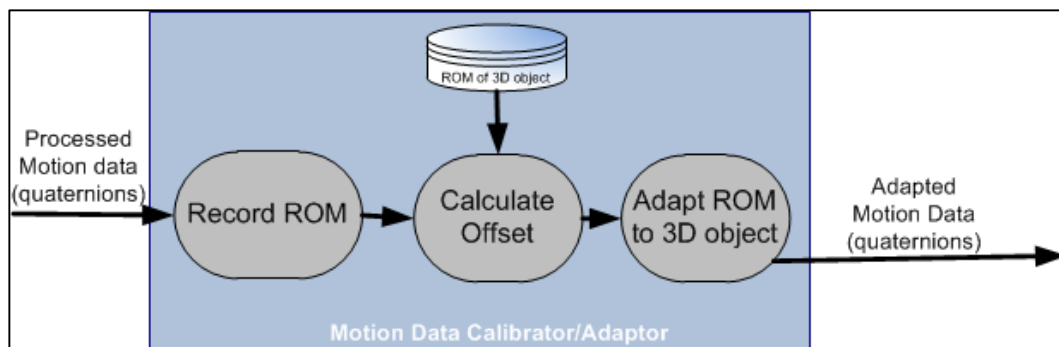 ROM of 3D object
Processed
Motion data
(quaternions)
Record ROM
Calculate
Offset
Adapt ROM
to 3D object
Adapted
Motion Data
(quaternions)
Motion Data Calibrator/Adaptor